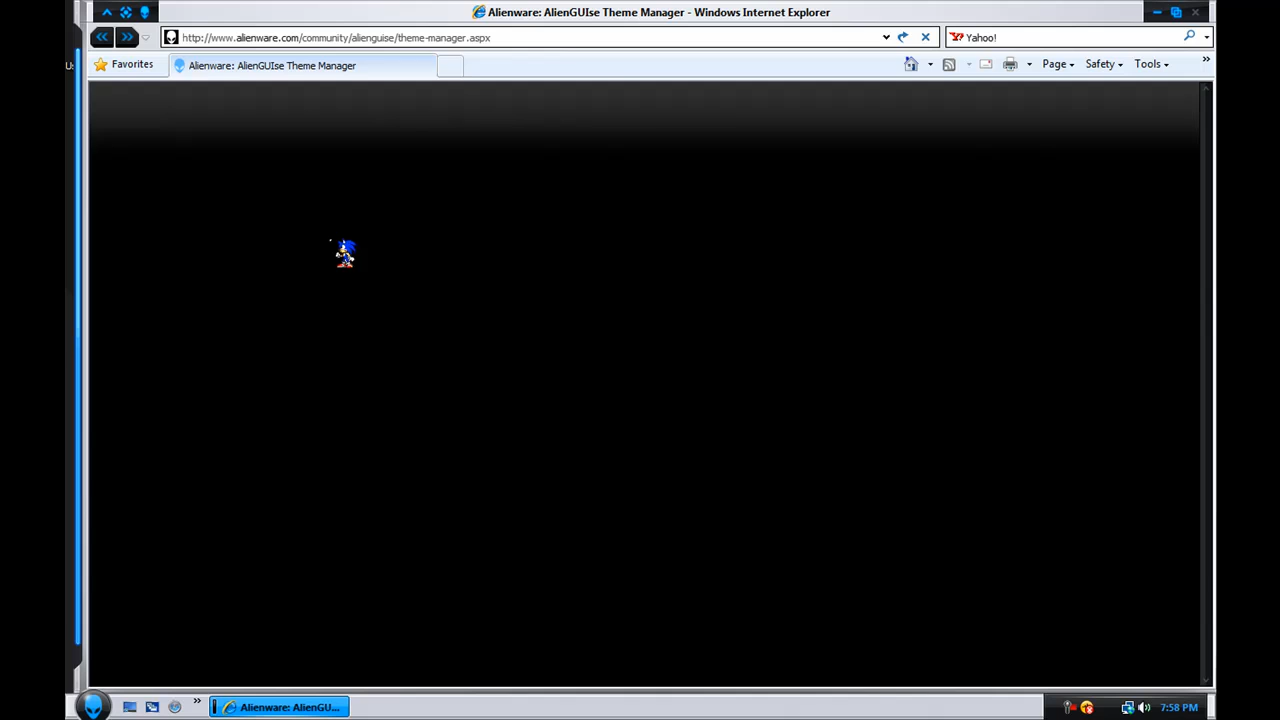 Alienware: AlienGUIse Theme Manager - Windows Internet Explorer
http://www.alienware.com/community/alienguise/theme-manager.aspx
Yahoo!
Favorites
Alienware: AlienGUIse Theme Manager
Page
Safety
Tools
»
»
Alienware: AlienGU...
7:58 PM